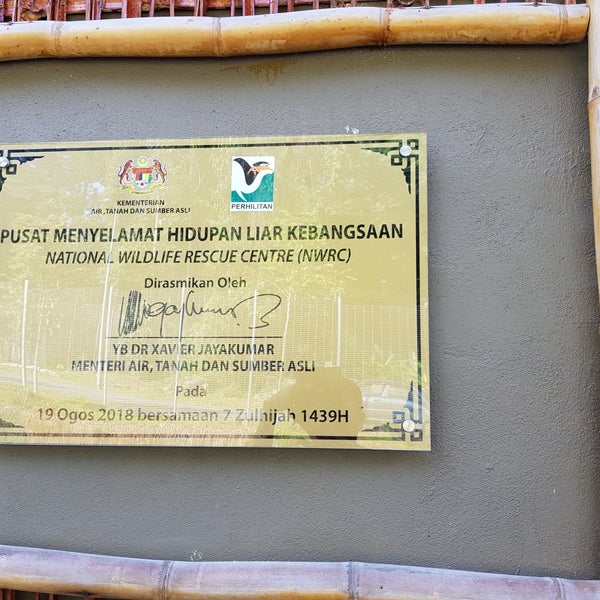 KEMENTERIAN
AIR, TANAH DAN SUMBER ASLI
PERHILITAN
PUSAT MENYELAMAT HIDUPAN LIAR KEBANGSAAN
NATIONAL WILDLIFE RESCUE CENTRE (NWRC)
Dirasmikan Oleh
YB DR XAVIER JAYAKUMAR
MENTERI AIR, TANAH DAN SUMBER ASLI
Pada
19 Ogos 2018 bersamaan 7 Zulhijah 1439H